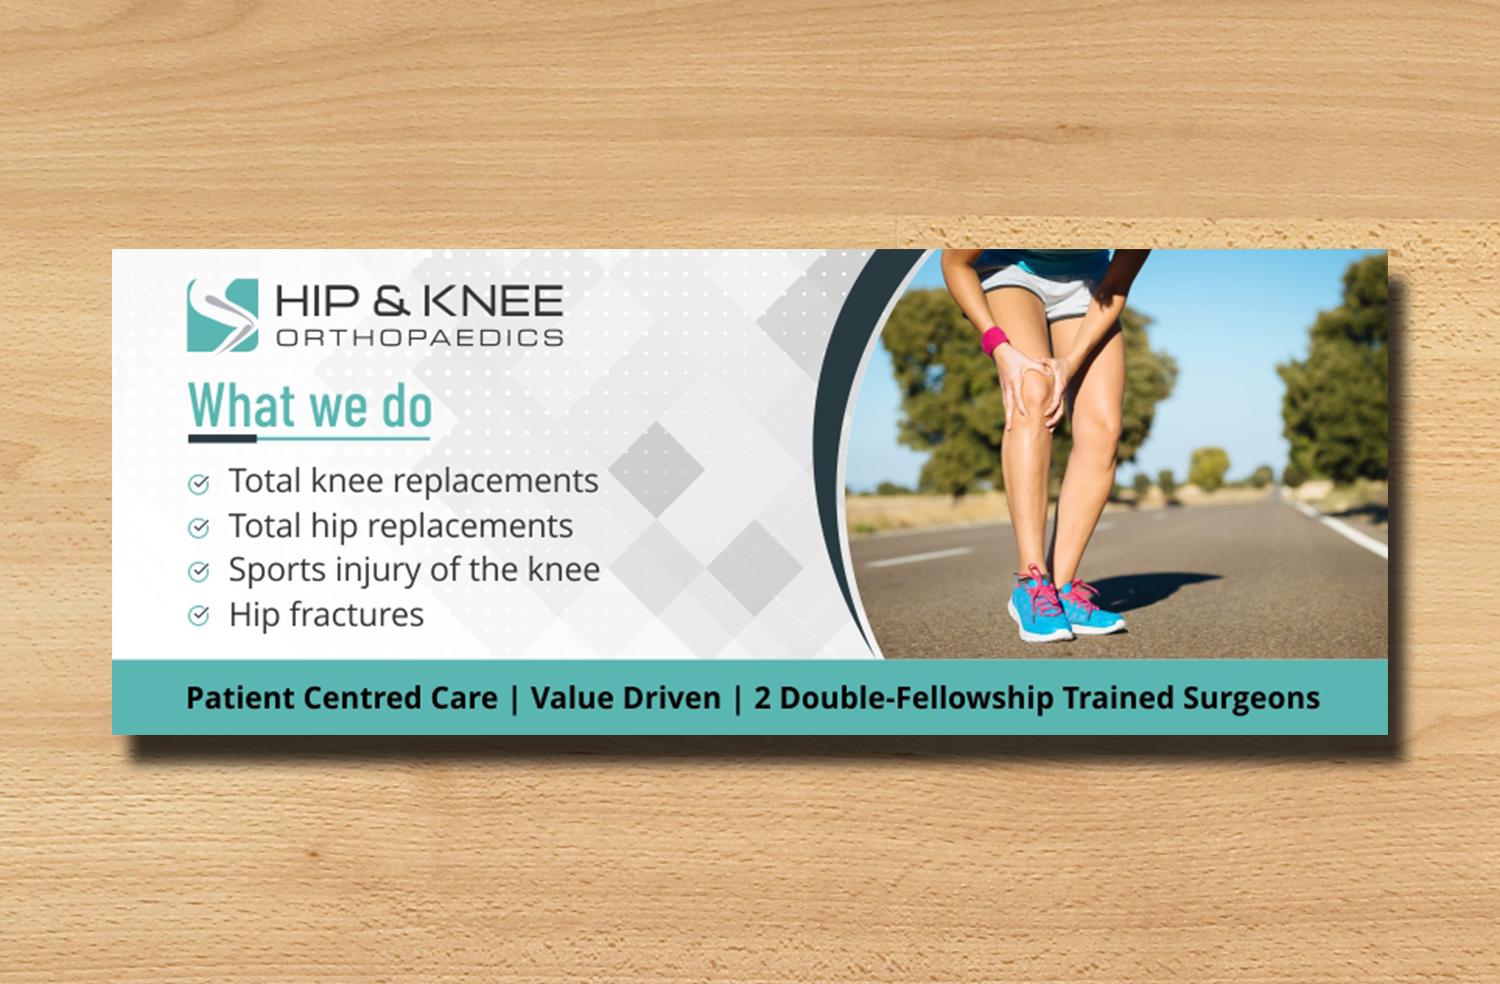 HIP & KNEE
ORTHOPAEDICS
What we do
Total knee replacements
Total hip replacements
Sports injury of the knee
Hip fractures
Patient Centred Care | Value Driven | 2 Double-Fellowship Trained Surgeons